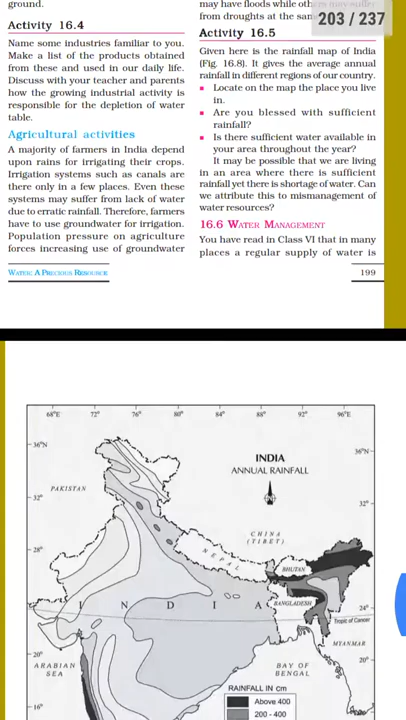 ground.
Activity 16.4
Name some industries familiar to you.
Make a list of the products obtained
from these and used in our daily life.
Discuss with your teacher and parents
how the growing industrial activity is
responsible for the depletion of water
table.
Agricultural activities
A majority of farmers in India depend
upon rains for irrigating their crops.
Irrigation systems such as canals are
there only in a few places. Even these
systems may suffer from lack of water
due to erratic rainfall. Therefore, farmers
have to use groundwater for irrigation.
Population pressure on agriculture
forces increasing use of groundwater
may have floods while others may suffer
from droughts at the
203 / 237
Activity 16.5
Given here is the rainfall map of India
(Fig. 16.8). It gives the average annual
rainfall in different regions of our country.
Locate on the map the place you live
in.
Are you blessed with sufficient
rainfall?
Is there sufficient water available in
your area throughout the year?
It may be possible that we are living
in an area where there is sufficient
rainfall yet there is shortage of water. Can
we attribute this to mismanagement of
water resources?
16.6 WATER MANAGEMENT
You have read in Class VI that in many
places a regular supply of water is
WATER: A PRECIOUS RESOURCE
199
68°E 72° 76° 80° 84° 88° 92° 96°E
36°N 36°N
INDIA
ANNUAL RAINFALL
PAKISTAN
32° 32°
N
CHINA
(TIBET)
NEPAL
28°
BHUTAN
INDIA
BANGLADESH
24°
Tropic of Cancer
MYANMAR
20° 20°
ARABIAN
SEA
BAY OF
BENGAL
RAINFALL IN cm
16°
Above 400
200 - 400